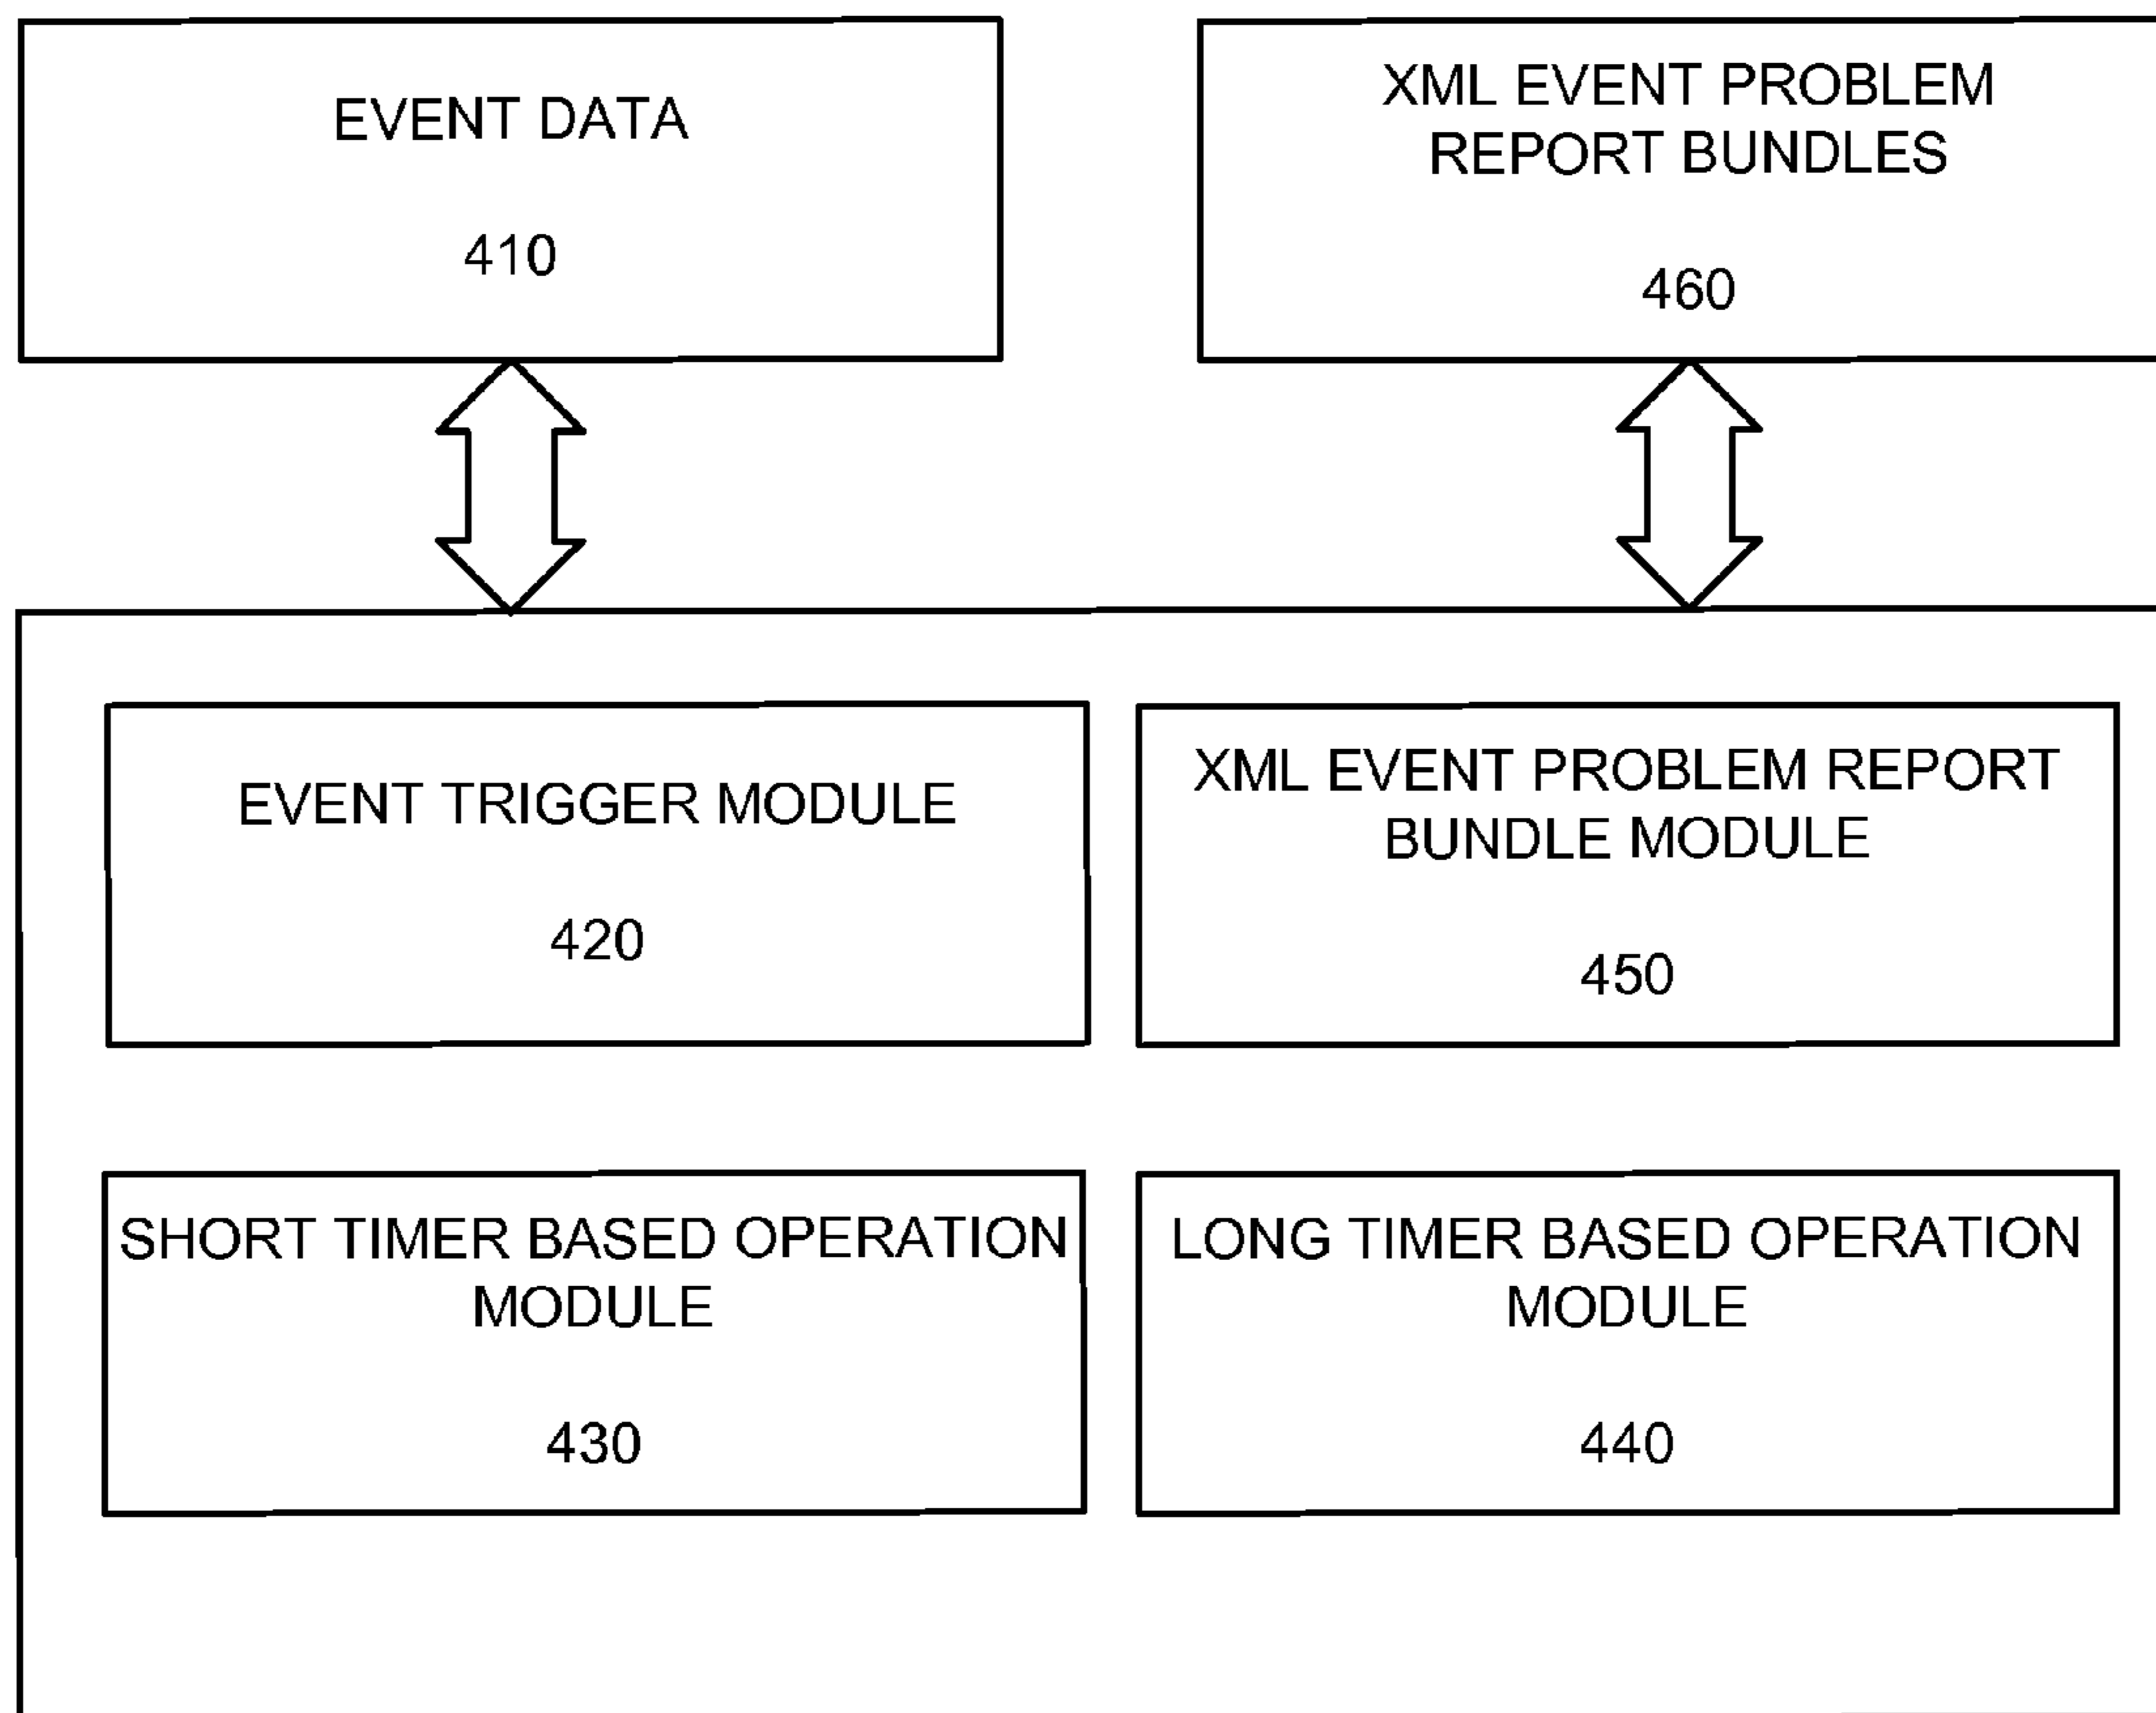 EVENT DATA
410
XML EVENT PROBLEM
REPORT BUNDLES
460
EVENT TRIGGER MODULE
420
XML EVENT PROBLEM REPORT
BUNDLE MODULE
450
SHORT TIMER BASED OPERATION
MODULE
430
LONG TIMER BASED OPERATION
MODULE
440